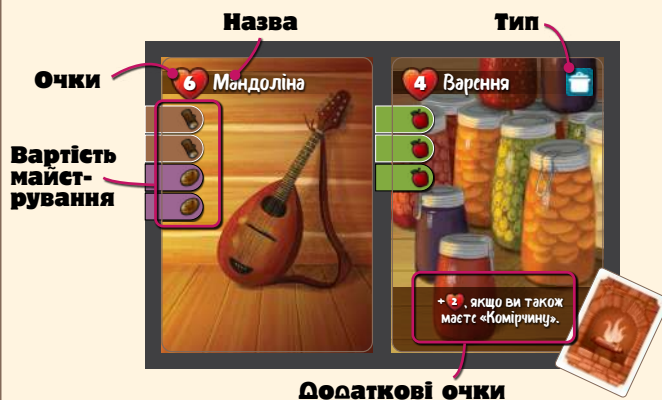 Назва
Тип
Очки
6 Мандоліна
4 Варення
Вартість
майст-
рування
+ 2, якщо ви також
маєте «Комірчину».
Додаткові очки